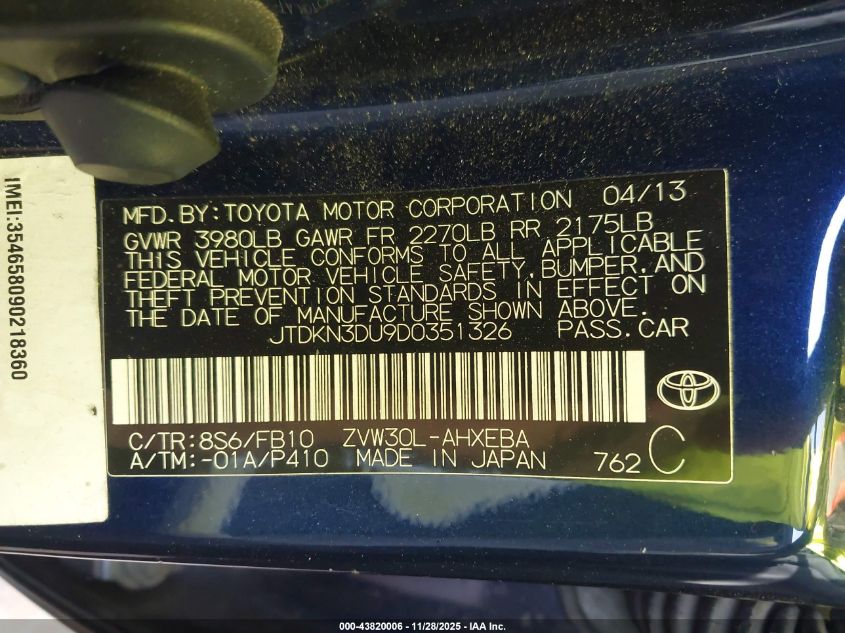 MFD.BY:TOYOTA MOTOR CORPORATION 04/13
GVWR 3980LB GAWR FR 2270LB RR 2175LB
THIS VEHICLE CONFORMS TO ALL APPLICABLE
FEDERAL MOTOR VEHICLE SAFETY,BUMPER,AND
THEFT PREVENTION STANDARDS IN EFFECT ON
THE DATE OF MANUFACTURE SHOWN ABOVE.
JTDKN3DU9D0351326 PASS.CAR
C/TR:8S6/FB10 ZVW30L-AHXEBA
A/TM:-01A/P410 MADE IN JAPAN 762 C
IMEI:354658090218360
000-43820006 - 11/28/2025 - IAA Inc.